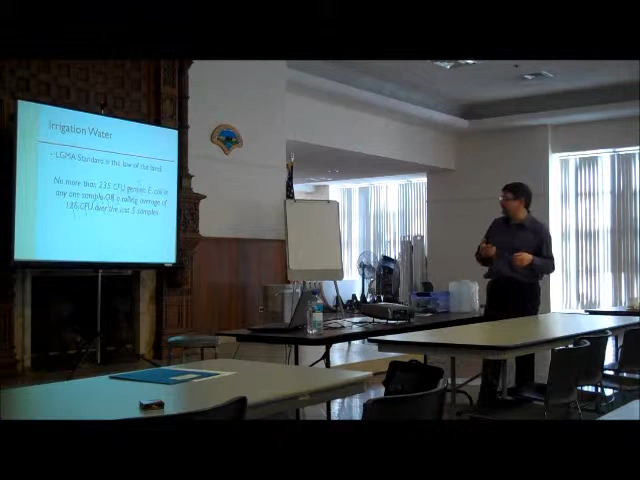 Irrigation Water
LGMA Standard is the law of the land
No more than 235 CFU generic E. coli in
any one sample OR a rolling average of
126 CFU over the last 5 samples